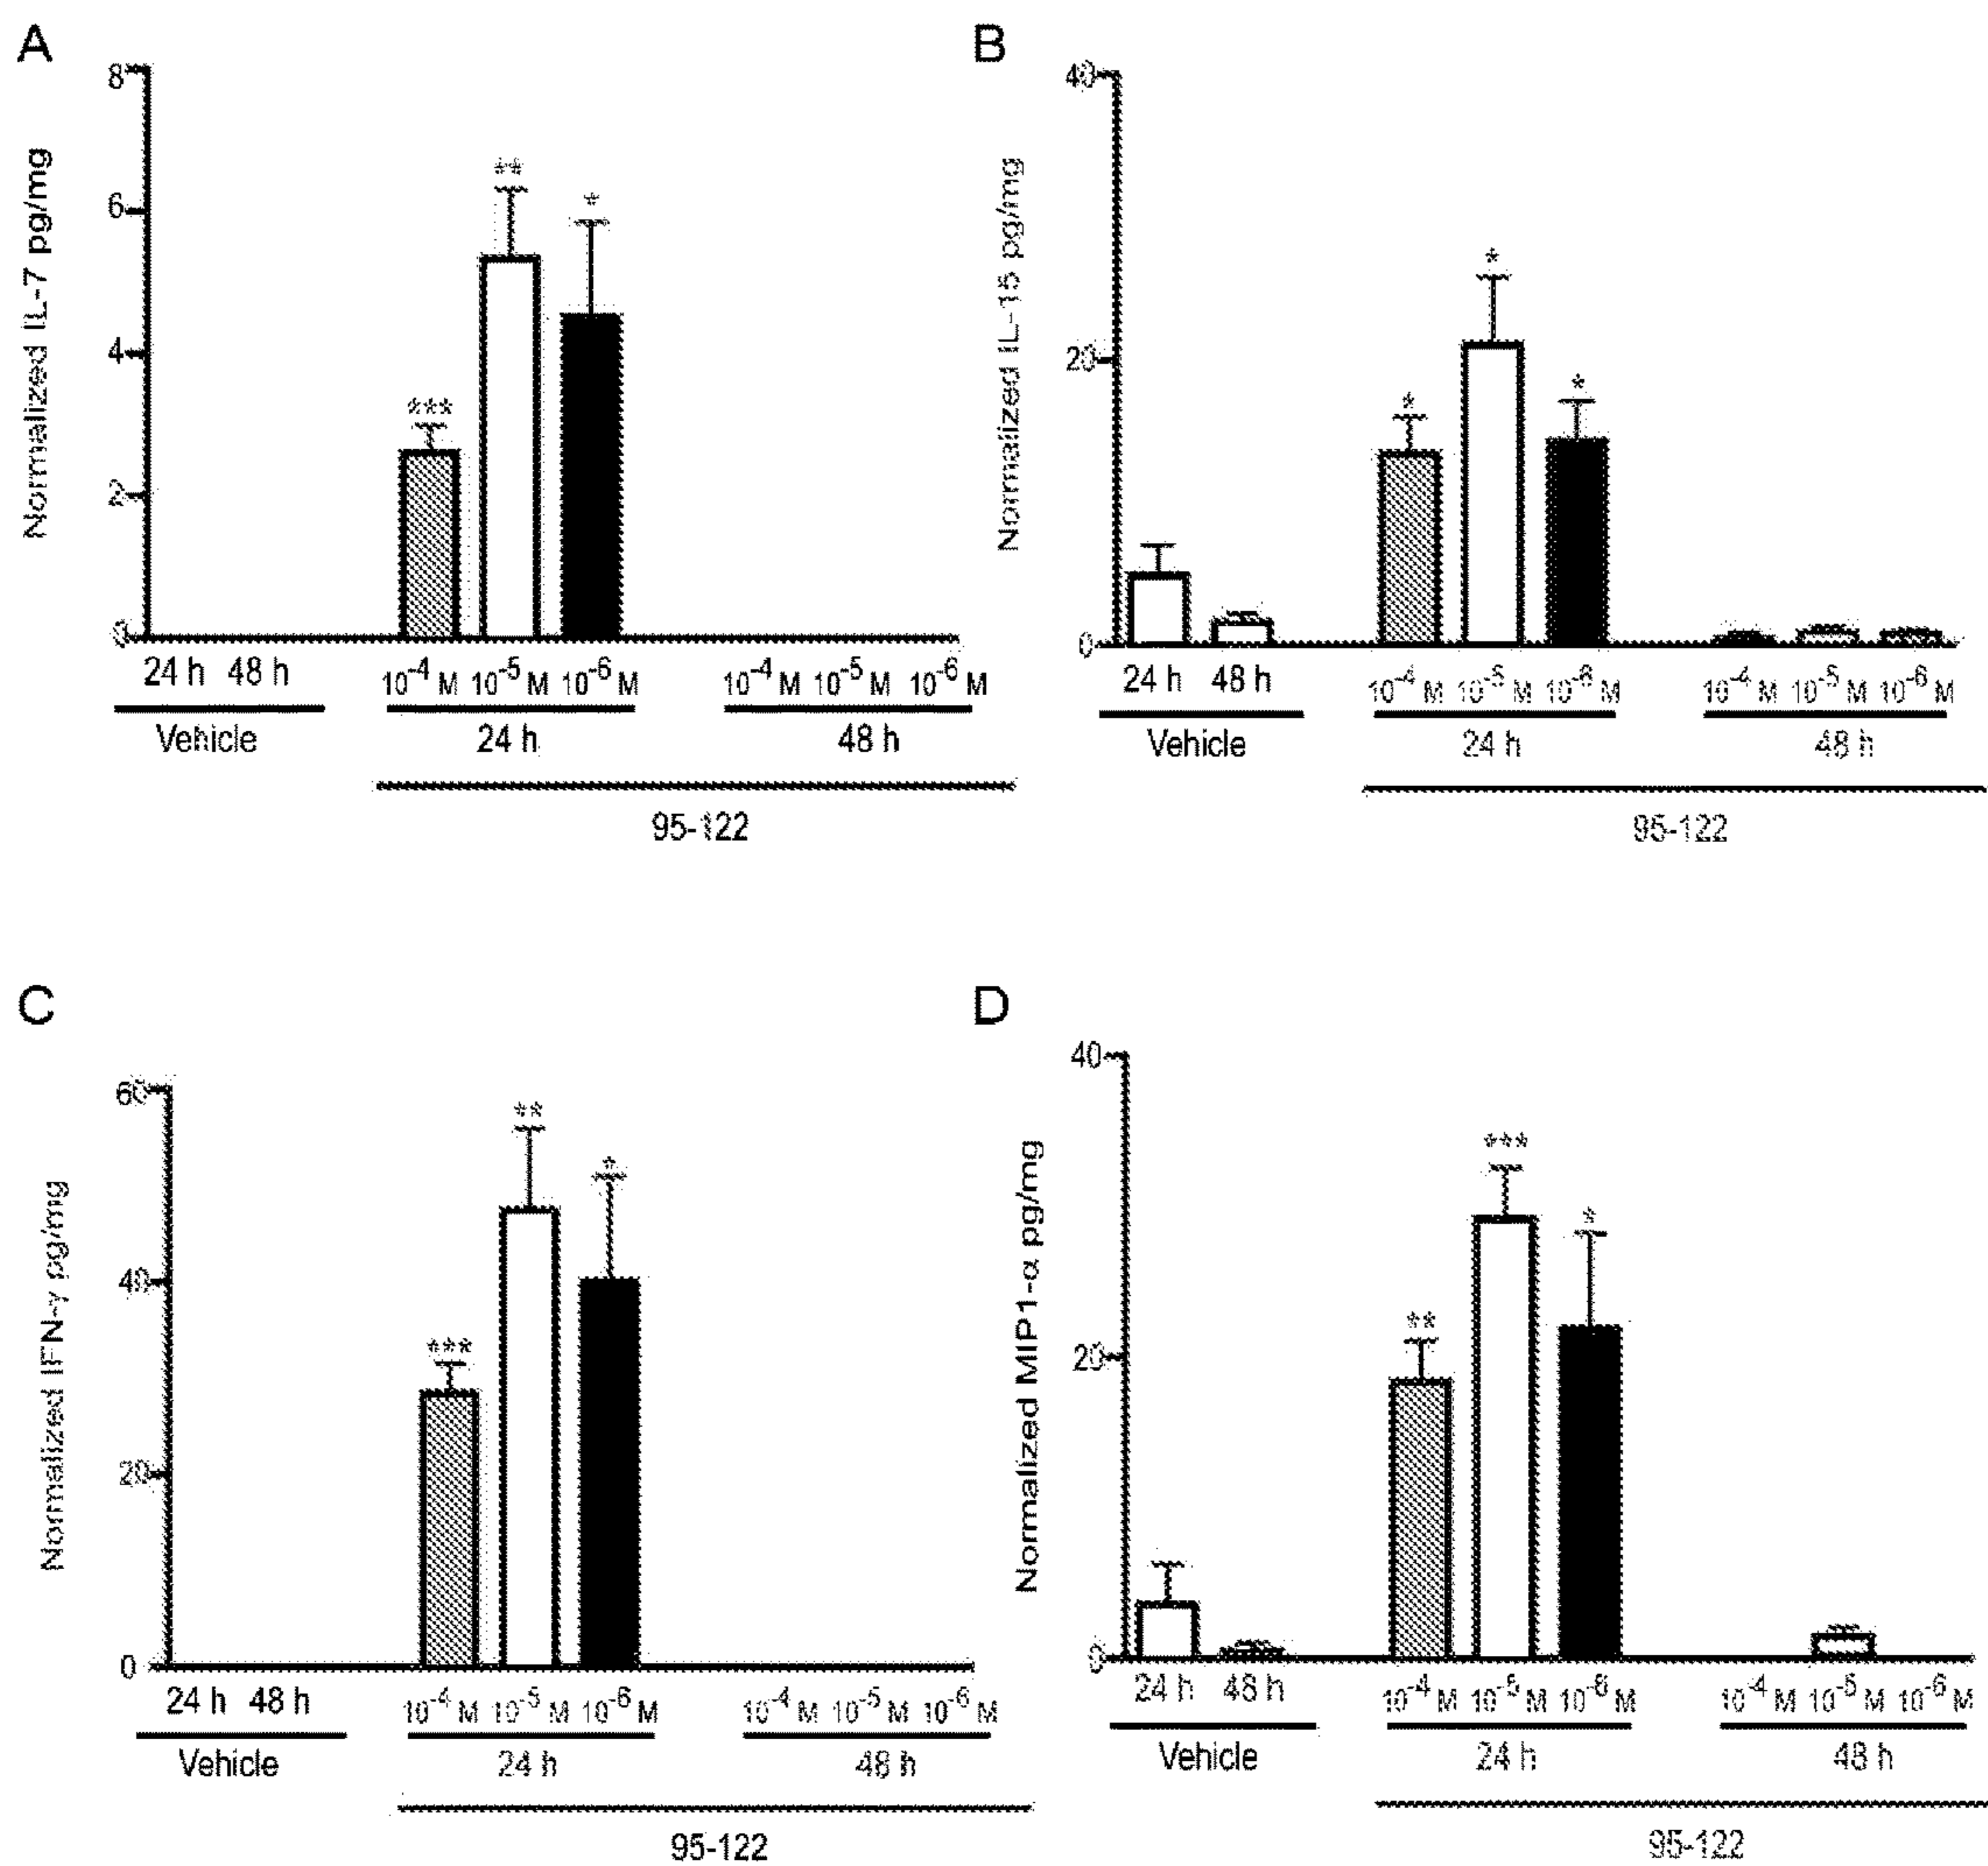 A
Normalized IL-7 pg/mg
8
6
4
2
0
** 
*
***
24 h 48 h
10-4 M 10-5 M 10-6 M
10-4 M 10-5 M 10-6 M
Vehicle
24 h
48 h
95-122
B
Normalized IL-15 pg/mg
40
20
0
*
*
*
24 h 48 h
10-4 M 10-5 M 10-6 M
10-4 M 10-5 M 10-6 M
Vehicle
24 h
48 h
95-122
C
Normalized IFN-γ pg/mg
60
40
20
0
**
*
***
24 h 48 h
10-4 M 10-5 M 10-6 M
10-4 M 10-5 M 10-6 M
Vehicle
24 h
48 h
95-122
D
Normalized MIP1-α pg/mg
40
20
0
***
*
**
24 h 48 h
10-4 M 10-5 M 10-6 M
10-4 M 10-5 M 10-6 M
Vehicle
24 h
48 h
95-122